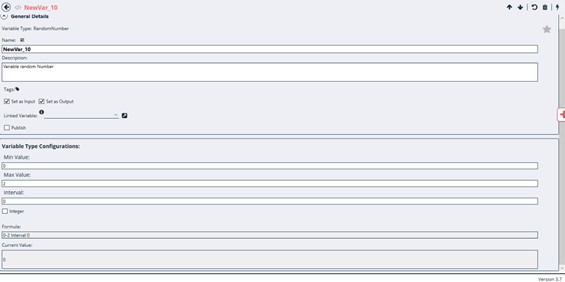 NewVar_10
General Details
Variable Type: RandomNumber
Name:
NewVar_10
Description:
Variable random Number
Tags:
Set as Input Set as Output
Linked Variable:
Publish
Variable Type Configurations:
Min Value:
0
Max Value:
2
Interval:
0
Integer
Formula:
0-2 Interval 0
Current Value:
0
Version 3.7